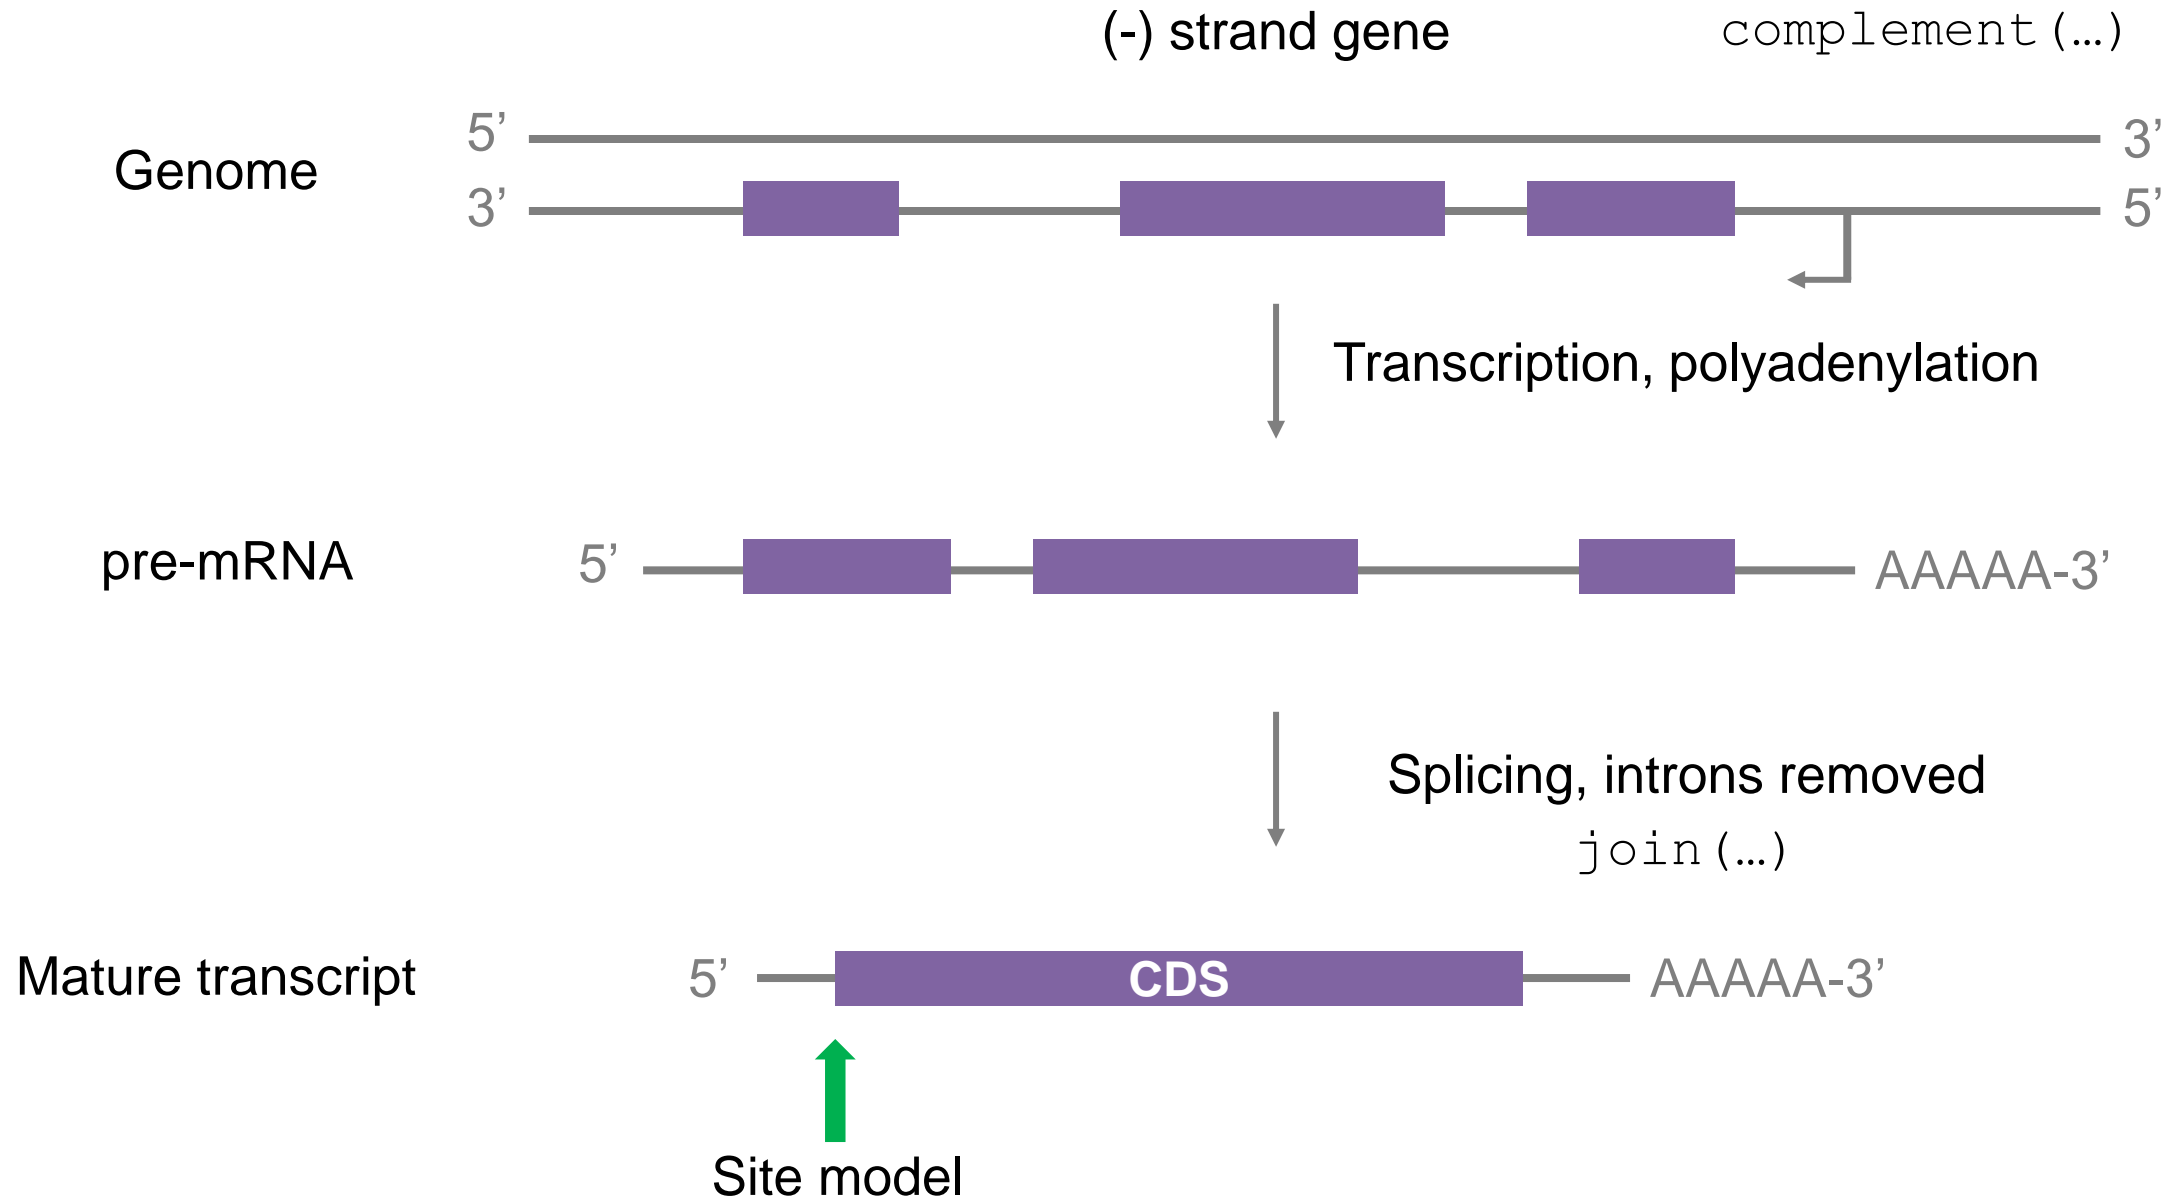 (-) strand gene
complement(…)
5’
3’
Genome
3’
5’
Transcription, polyadenylation
pre-mRNA
5’
AAAAA-3’
Splicing, introns removed
join(…)
Mature transcript
5’
CDS
AAAAA-3’
Site model